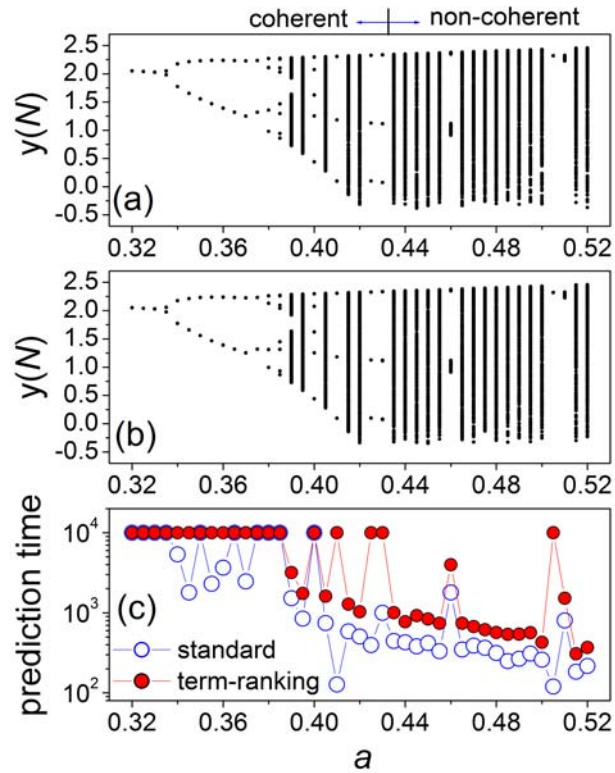 coherent non-coherent
2.5
2.0
1.5
1.0
0.5
0.0
-0.5
y(N)
(a)
0.32 0.36 0.40 0.44 0.48 0.52
2.5
2.0
1.5
1.0
0.5
0.0
-0.5
y(N)
(b)
0.32 0.36 0.40 0.44 0.48 0.52
10^4
10^3
10^2
prediction time
(c)
standard
term-ranking
0.32 0.36 0.40 0.44 0.48 0.52
a